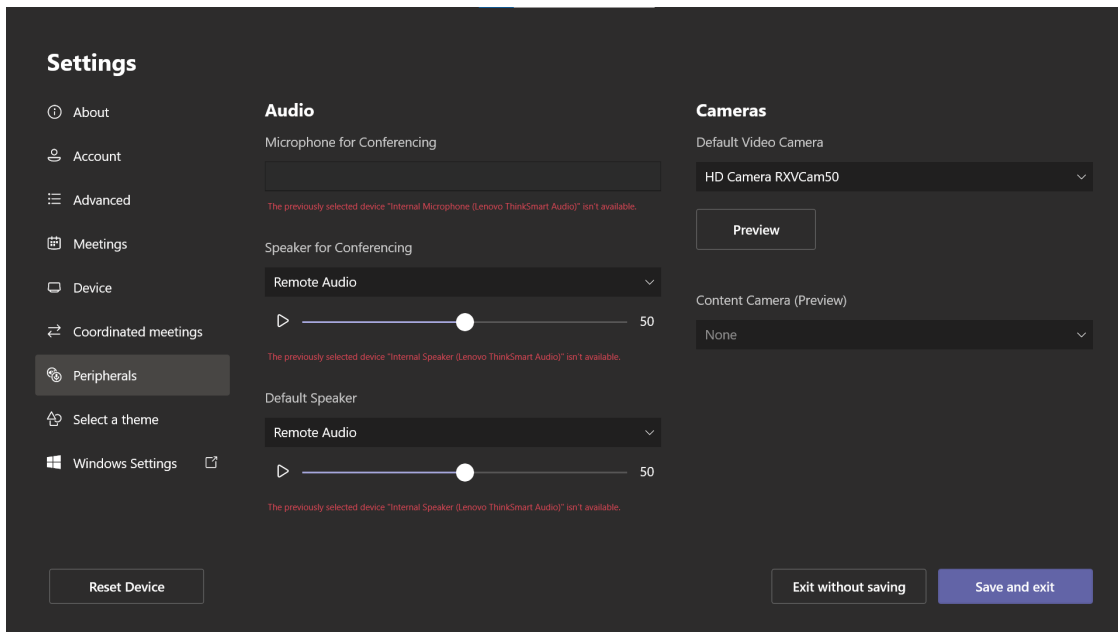 Settings
About
Account
Advanced
Meetings
Device
Coordinated meetings
Peripherals
Select a theme
Windows Settings
Reset Device
Audio
Microphone for Conferencing
The previously selected device "Internal Microphone (Lenovo ThinkSmart Audio)" isn't available.
Speaker for Conferencing
Remote Audio
50
The previously selected device "Internal Speaker (Lenovo ThinkSmart Audio)" isn't available.
Default Speaker
Remote Audio
50
The previously selected device "Internal Speaker (Lenovo ThinkSmart Audio)" isn't available.
Cameras
Default Video Camera
HD Camera RXVCam50
Preview
Content Camera (Preview)
None
Exit without saving
Save and exit